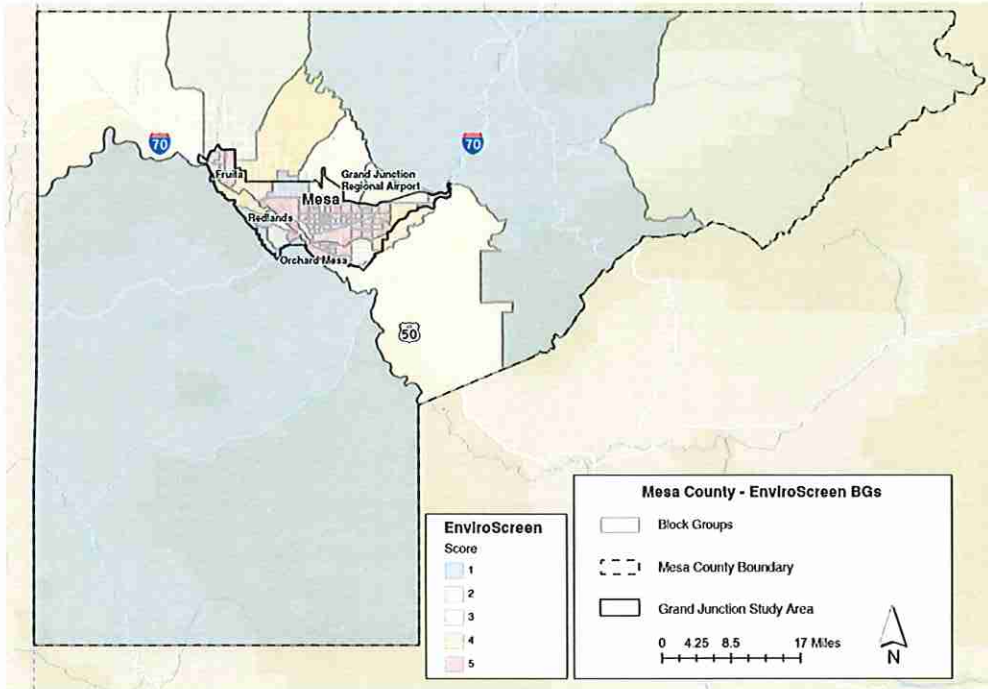 70
70
Fruita
Grand Junction
Regional Airport
Mesa
Redlands
Orchard Mesa
50
EnviroScreen
Score
1
2
3
4
5
Mesa County - EnviroScreen BGs
Block Groups
Mesa County Boundary
Grand Junction Study Area
0 4.25 8.5 17 Miles
N